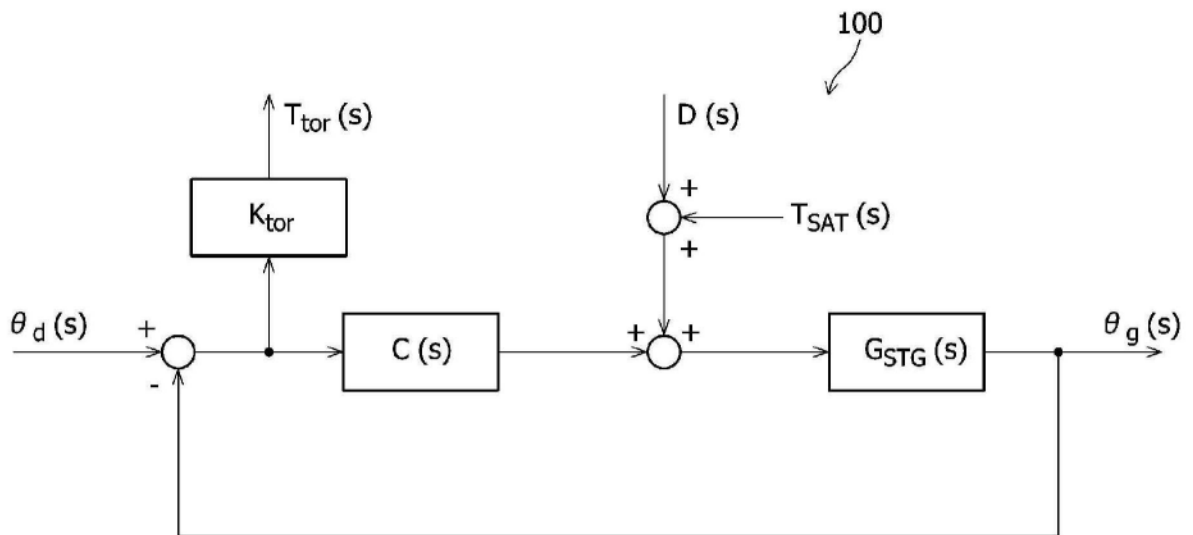 100
T_tor (s)
D (s)
K_tor
+
T_SAT (s)
+
θ_d (s)
+
-
C (s)
+
+
G_STG (s)
θ_g (s)